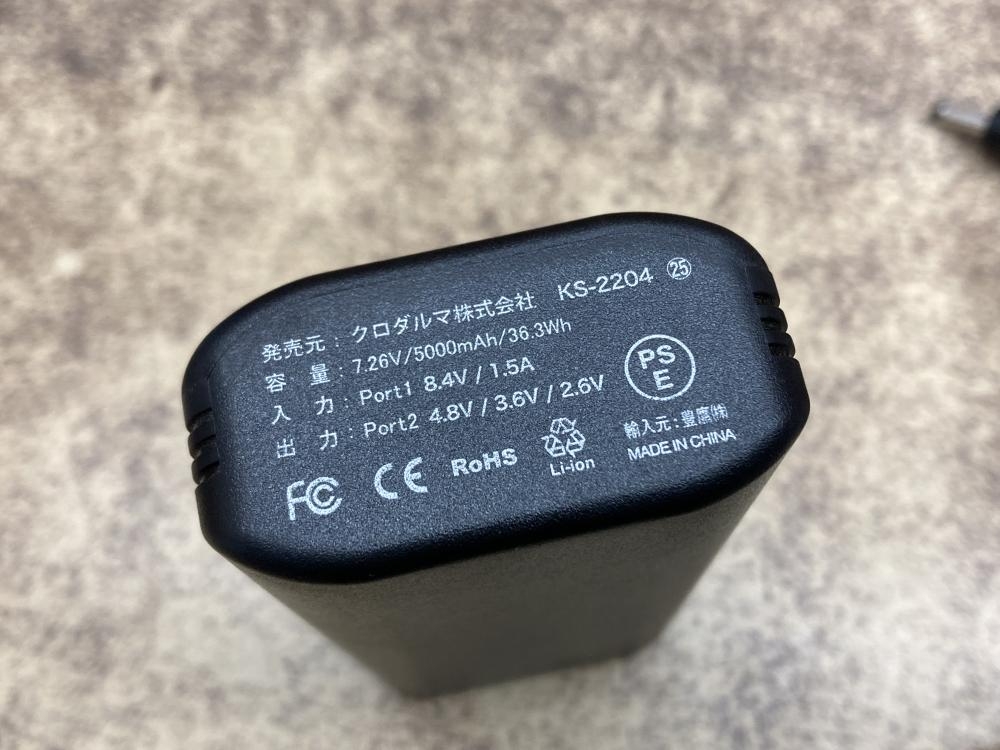 発売元：クロダルマ株式会社 KS-2204 ㉕
容　量：7.26V/5000mAh/36.3Wh
入　力：Port1 8.4V / 1.5A
出　力：Port2 4.8V / 3.6V / 2.6V
PS
E
FC CE RoHS Li-ion
輸入元：豊鷹㈱
MADE IN CHINA